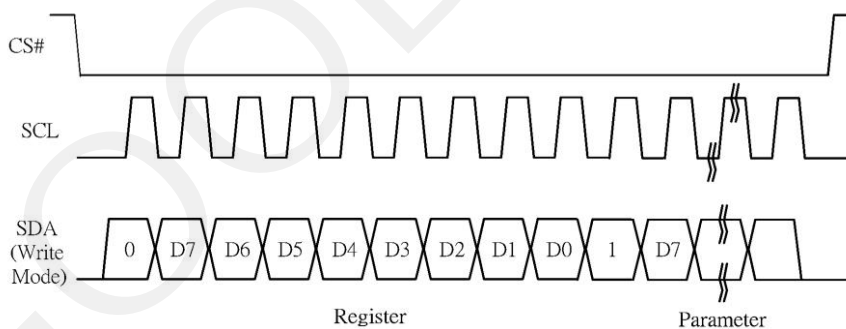 CS#
SCL
SDA
(Write
Mode)
0 D7 D6 D5 D4 D3 D2 D1 D0 1 D7
Register Parameter